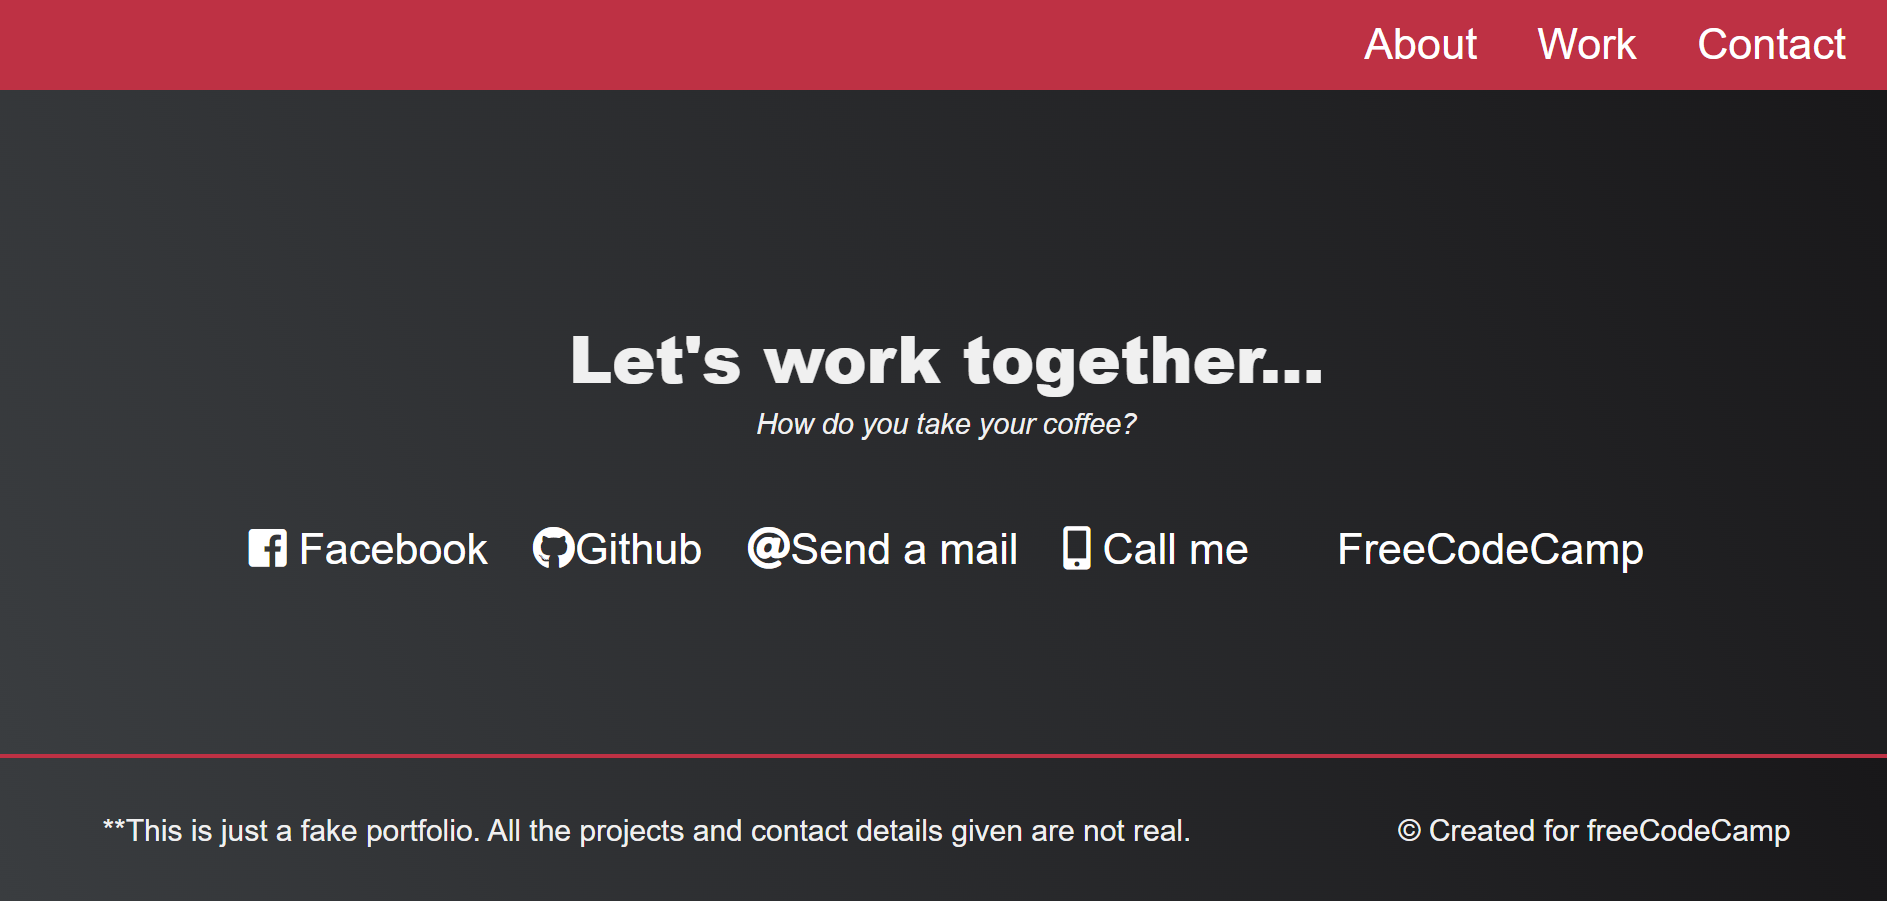 About Work Contact
Let's work together...
How do you take your coffee?
Facebook Github @Send a mail Call me FreeCodeCamp
**This is just a fake portfolio. All the projects and contact details given are not real. © Created for freeCodeCamp